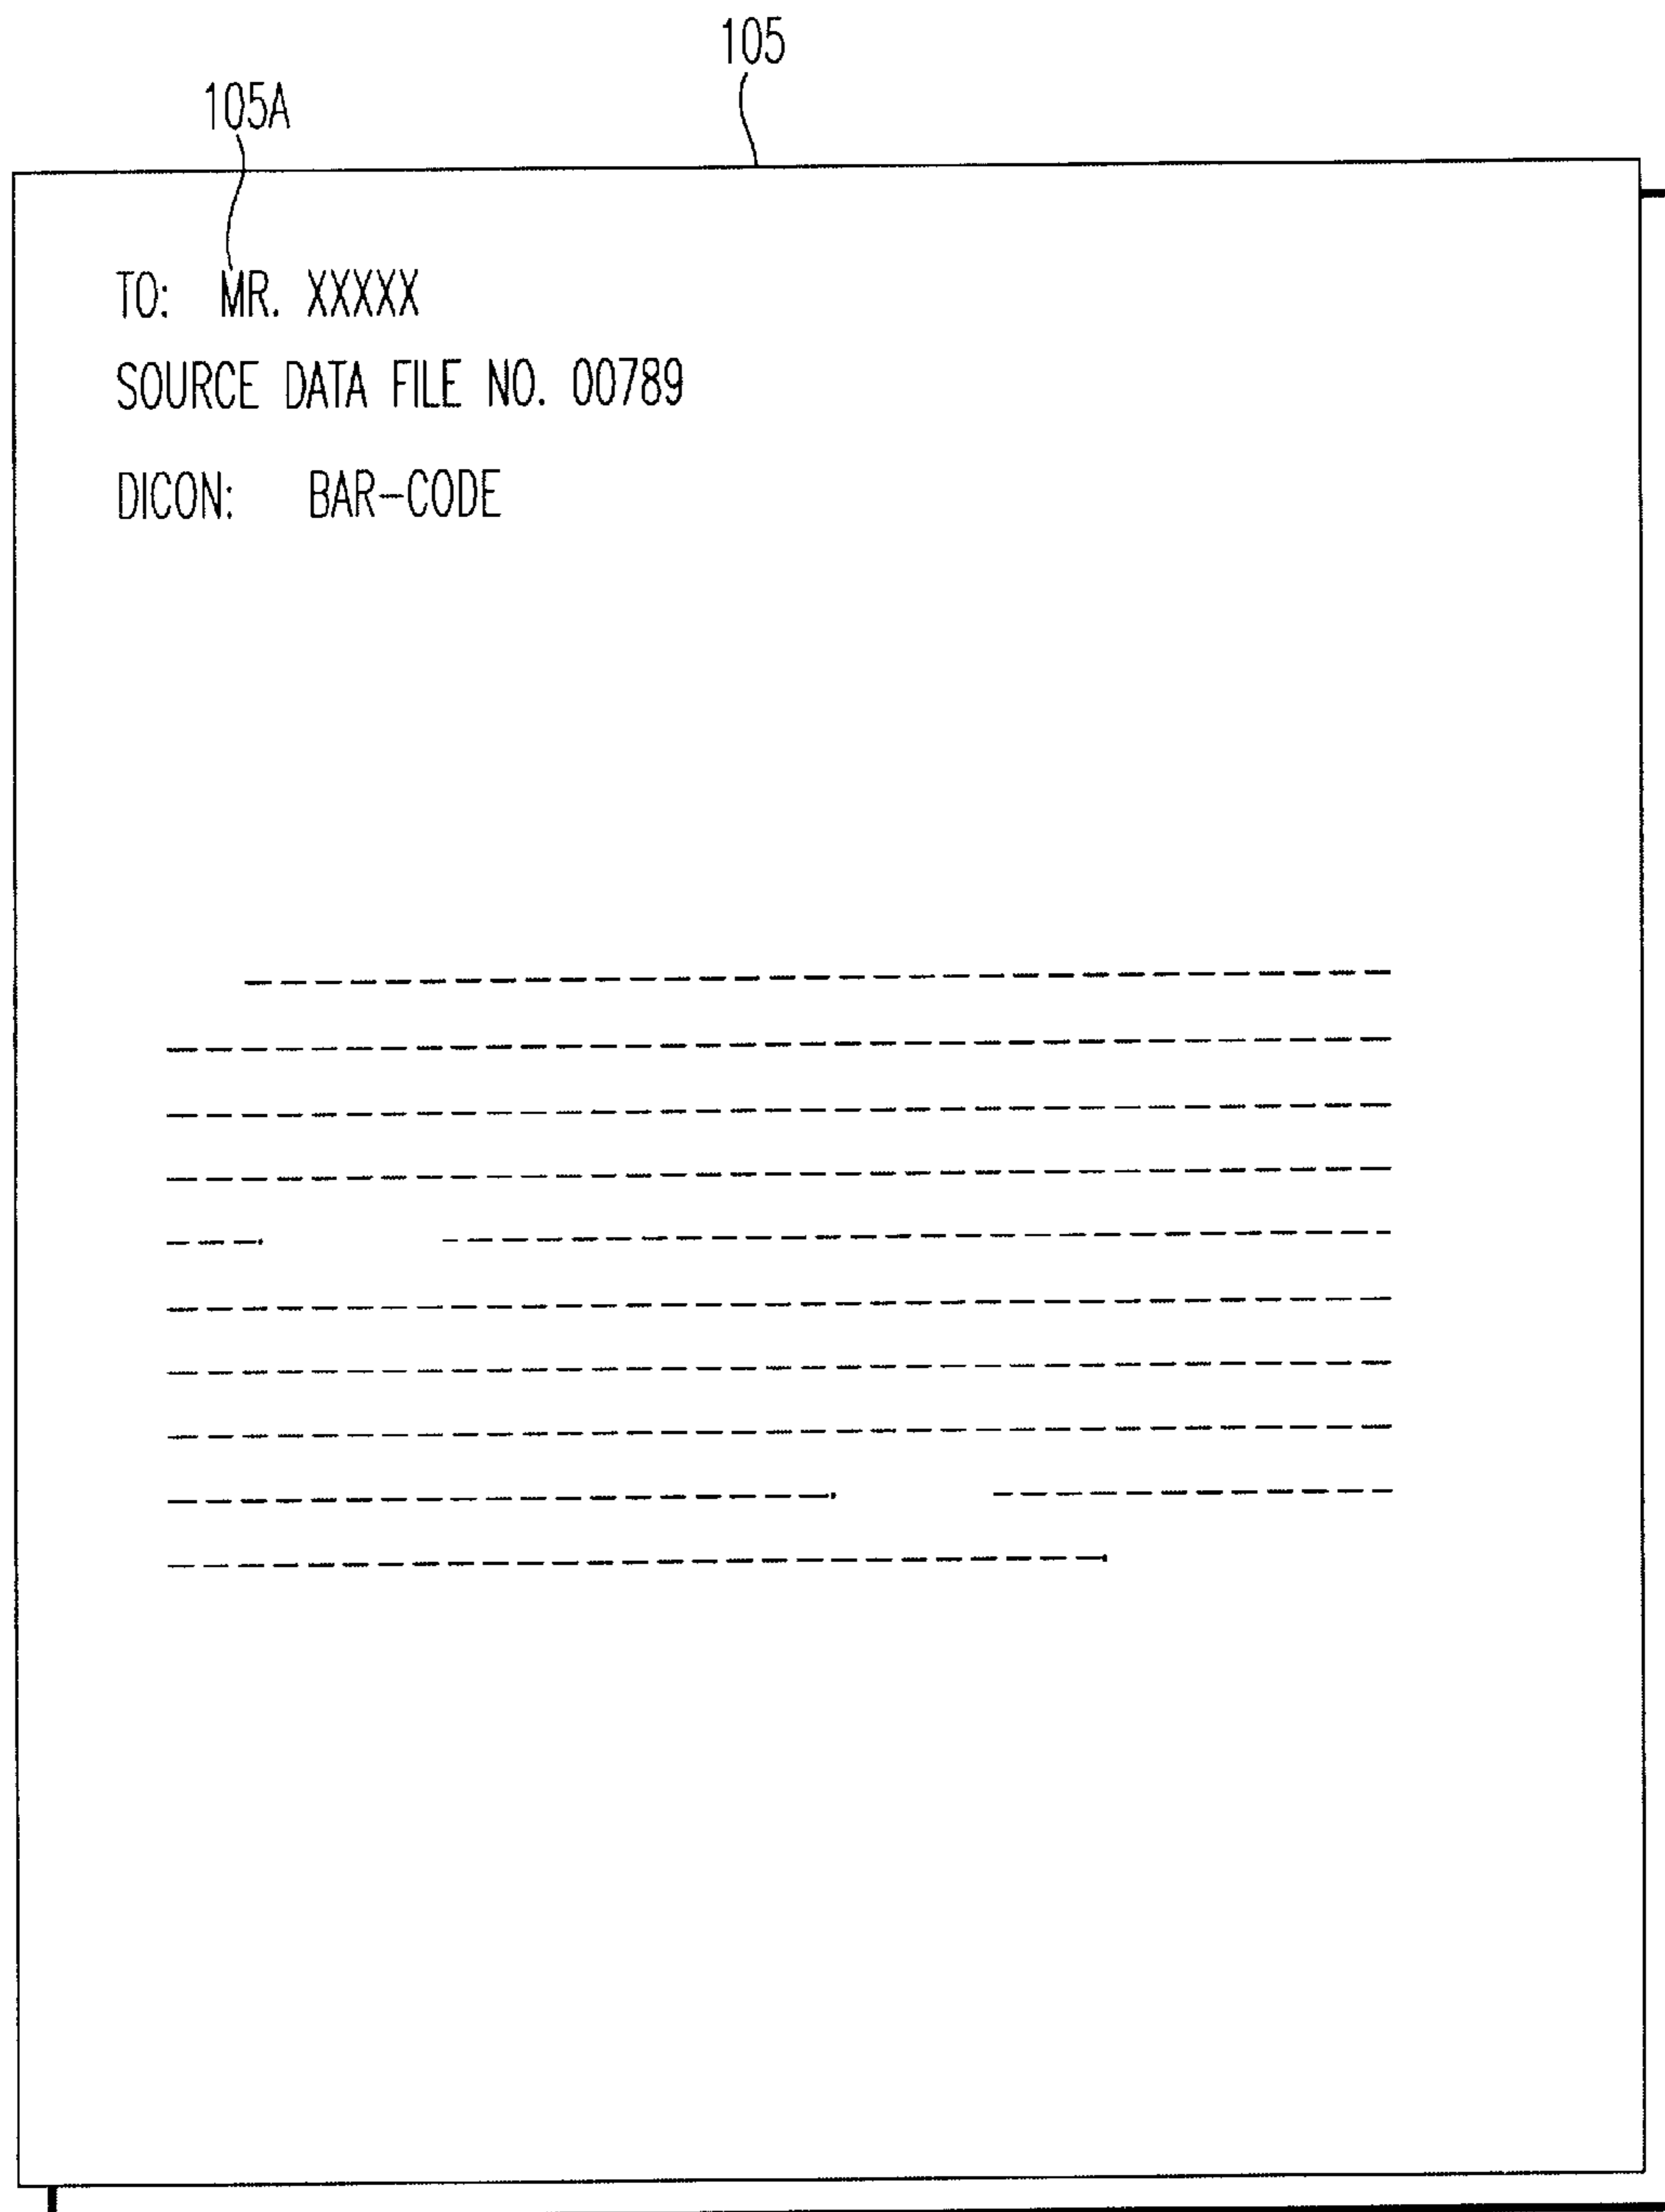 105
105A
TO: MR. XXXXX
SOURCE DATA FILE NO. 00789
DICON: BAR-CODE